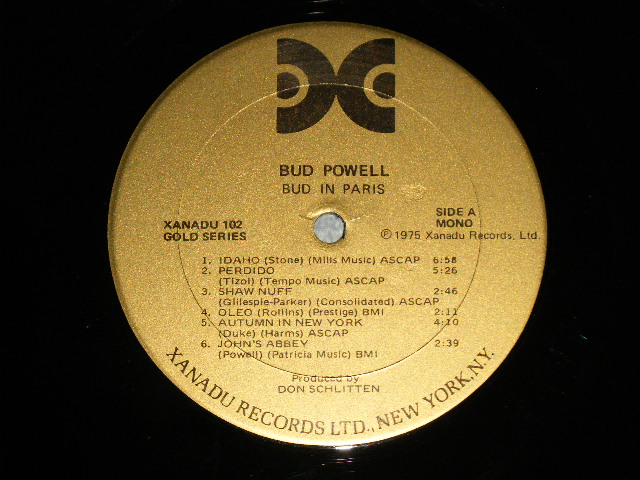 BUD POWELL
BUD IN PARIS
XANADU 102
GOLD SERIES
SIDE A
MONO
℗1975 Xanadu Records, Ltd.
1. IDAHO (Stone) (Mills Music) ASCAP 6:58
2. PERDIDO 5:26
(Tizol) (Tempo Music) ASCAP
3. SHAW NUFF 2:46
(Gillespie-Parker) (Consolidated) ASCAP
4. OLEO (Rollins) (Prestige) BMI 2:11
5. AUTUMN IN NEW YORK 4:10
(Duke) (Harms) ASCAP
6. JOHN'S ABBEY 2:39
(Powell) (Patricia Music) BMI
Produced by
DON SCHLITTEN
XANADU RECORDS LTD., NEW YORK, N.Y.